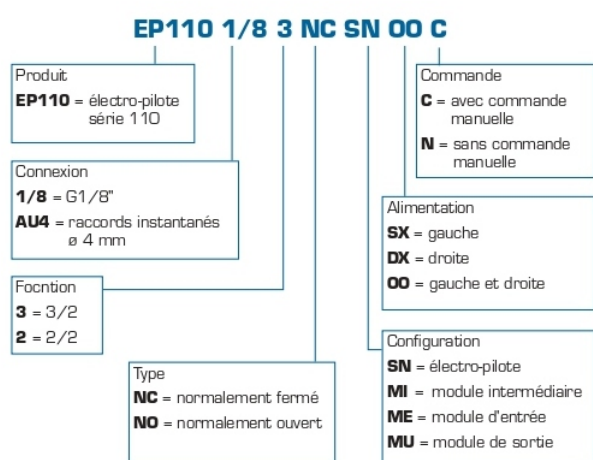 EP110 1/8 3 NC SN 00 C
Produit
EP110 = électro-pilote
série 110
Commande
C = avec commande
manuelle
N = sans commande
manuelle
Connexion
1/8 = G1/8"
AU4 = raccords instantanés
ø 4 mm
Alimentation
SX = gauche
DX = droite
00 = gauche et droite
Focntion
3 = 3/2
2 = 2/2
Type
NC = normalement fermé
NO = normalement ouvert
Configuration
SN = électro-pilote
MI = module intermédiaire
ME = module d'entrée
MU = module de sortie